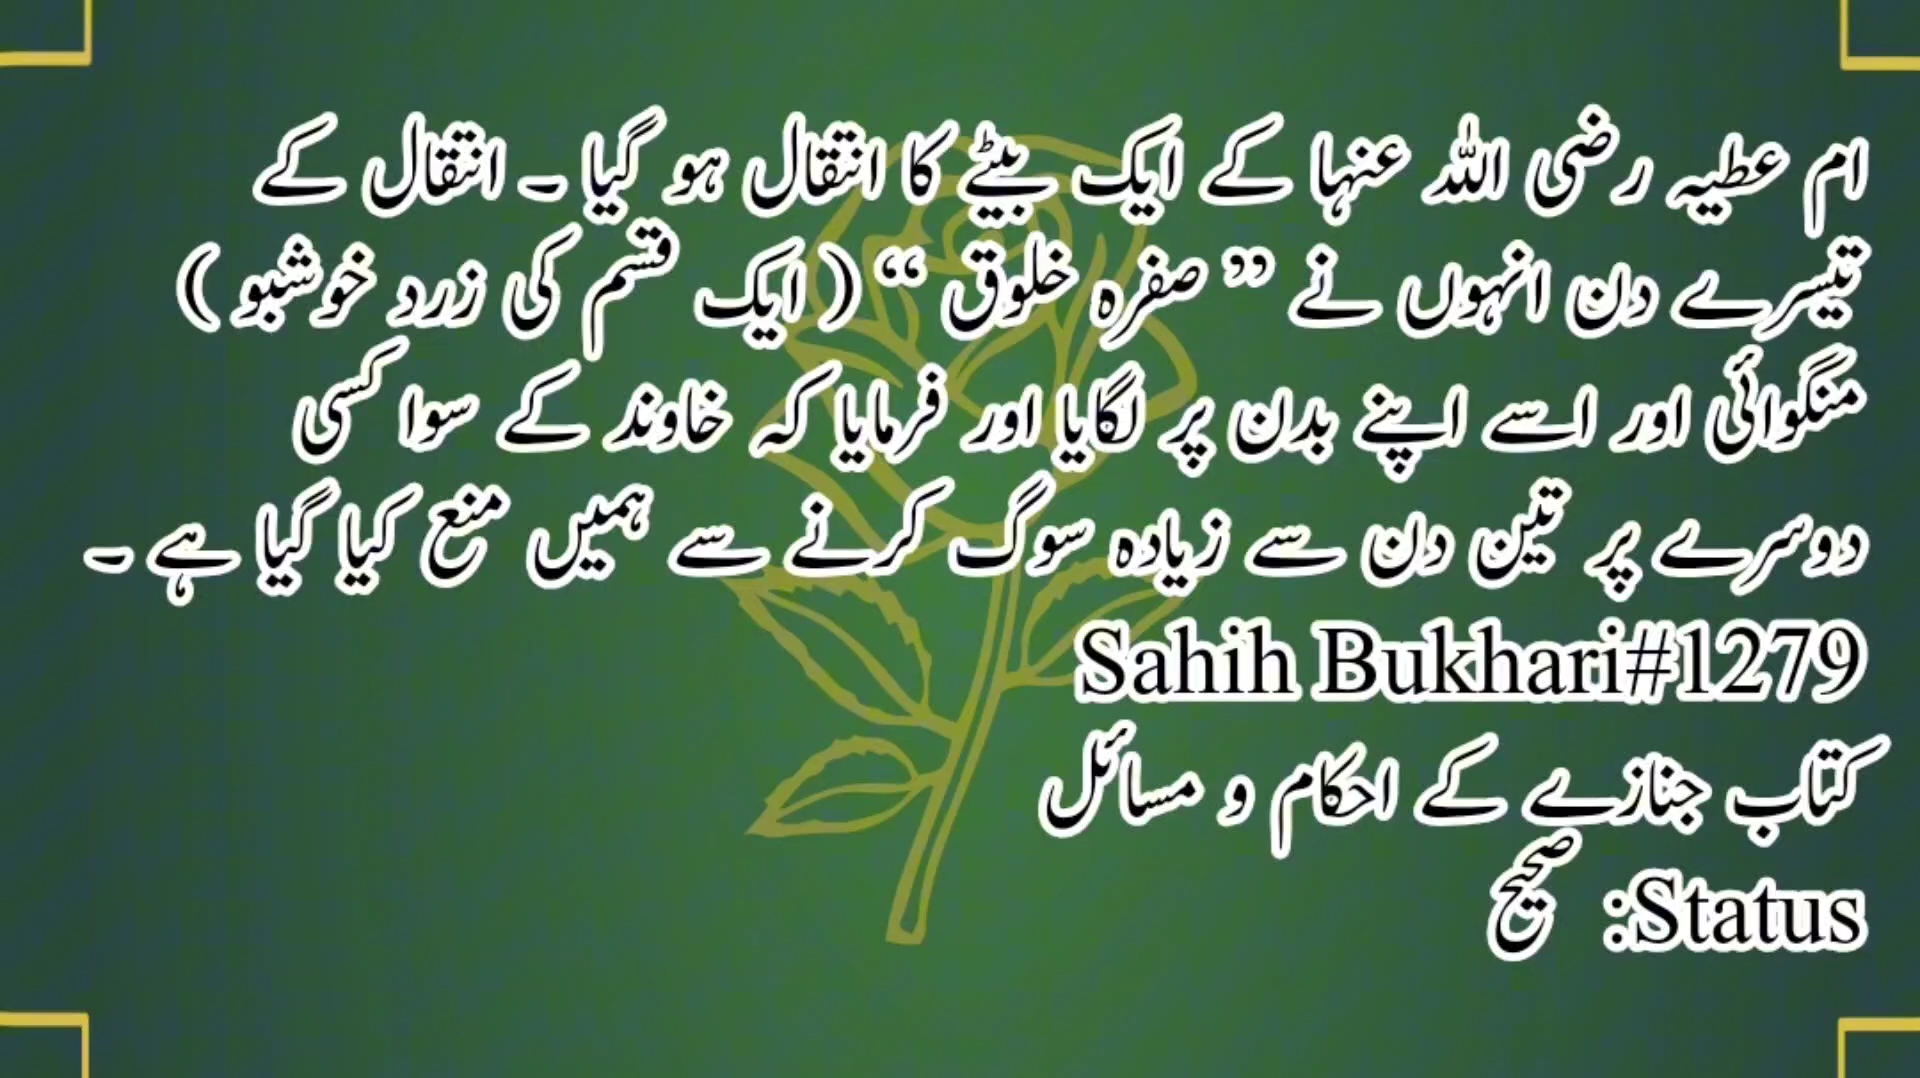 ام عطیہ رضی اللہ عنہا کے ایک بیٹے کا انتقال ہو گیا ۔ انتقال کے
تیسرے دن انہوں نے ” صفرہ خلوق “ ( ایک قسم کی زرد خوشبو )
منگوائی اور اسے اپنے بدن پر لگایا اور فرمایا کہ خاوند کے سوا کسی
دوسرے پر تین دن سے زیادہ سوگ کرنے سے ہمیں منع کیا گیا ہے ۔
Sahih Bukhari#1279
کتاب جنازے کے احکام و مسائل
Status: صحیح